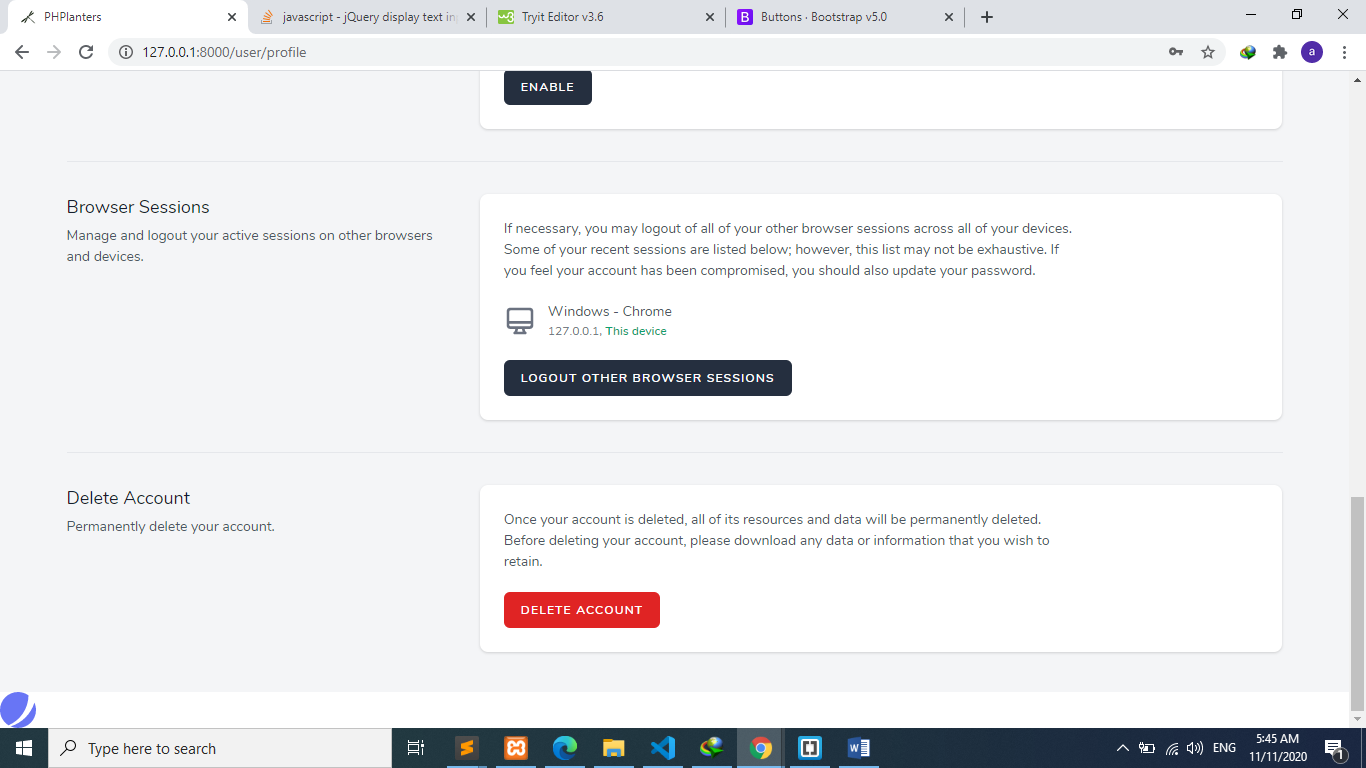 PHPlanters
javascript - jQuery display text in
Tryit Editor v3.6
Buttons · Bootstrap v5.0
127.0.0.1:8000/user/profile
a
ENABLE
Browser Sessions
Manage and logout your active sessions on other browsers
and devices.
If necessary, you may logout of all of your other browser sessions across all of your devices.
Some of your recent sessions are listed below; however, this list may not be exhaustive. If
you feel your account has been compromised, you should also update your password.
Windows - Chrome
127.0.0.1, This device
LOGOUT OTHER BROWSER SESSIONS
Delete Account
Permanently delete your account.
Once your account is deleted, all of its resources and data will be permanently deleted.
Before deleting your account, please download any data or information that you wish to
retain.
DELETE ACCOUNT
Type here to search
ENG
5:45 AM
11/11/2020
1